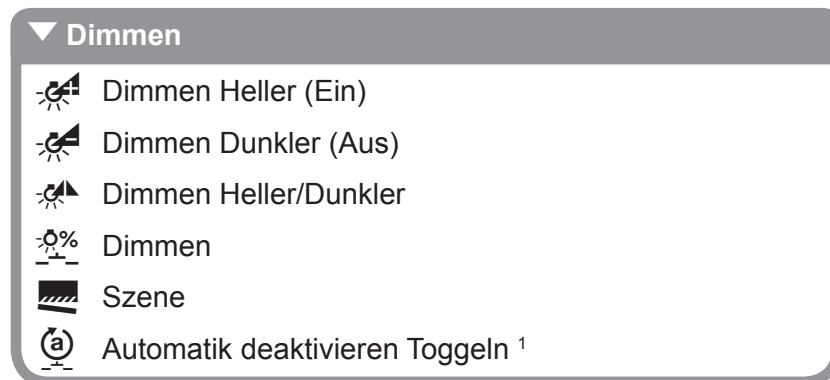 Dimmen
Dimmen Heller (Ein)
Dimmen Dunkler (Aus)
Dimmen Heller/Dunkler
% Dimmen
Szene
a Automatik deaktivieren Toggeln ¹